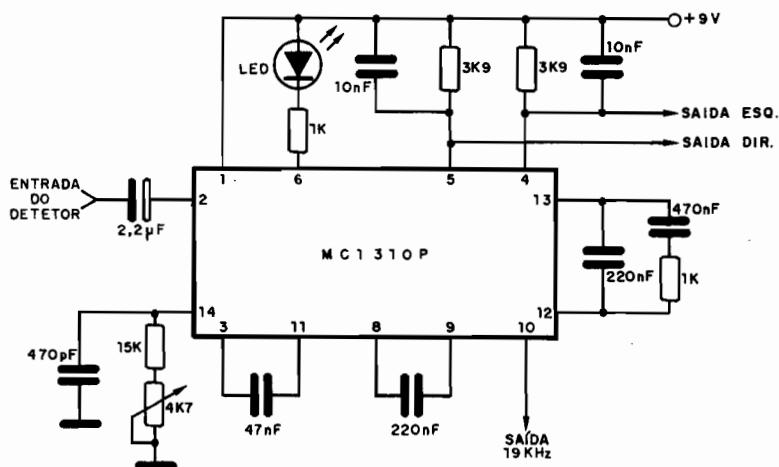 +9V
10nF
LED
3K9
3K9
10nF
1K
SAIDA ESQ.
SAIDA DIR.
1
6
5
4
ENTRADA
DO
DETETOR
2,2µF
2
13
470nF
MC1310P
220nF
1K
14
12
3
11
8
9
10
470pF
15K
4K7
47nF
220nF
SAÍDA
19KHz